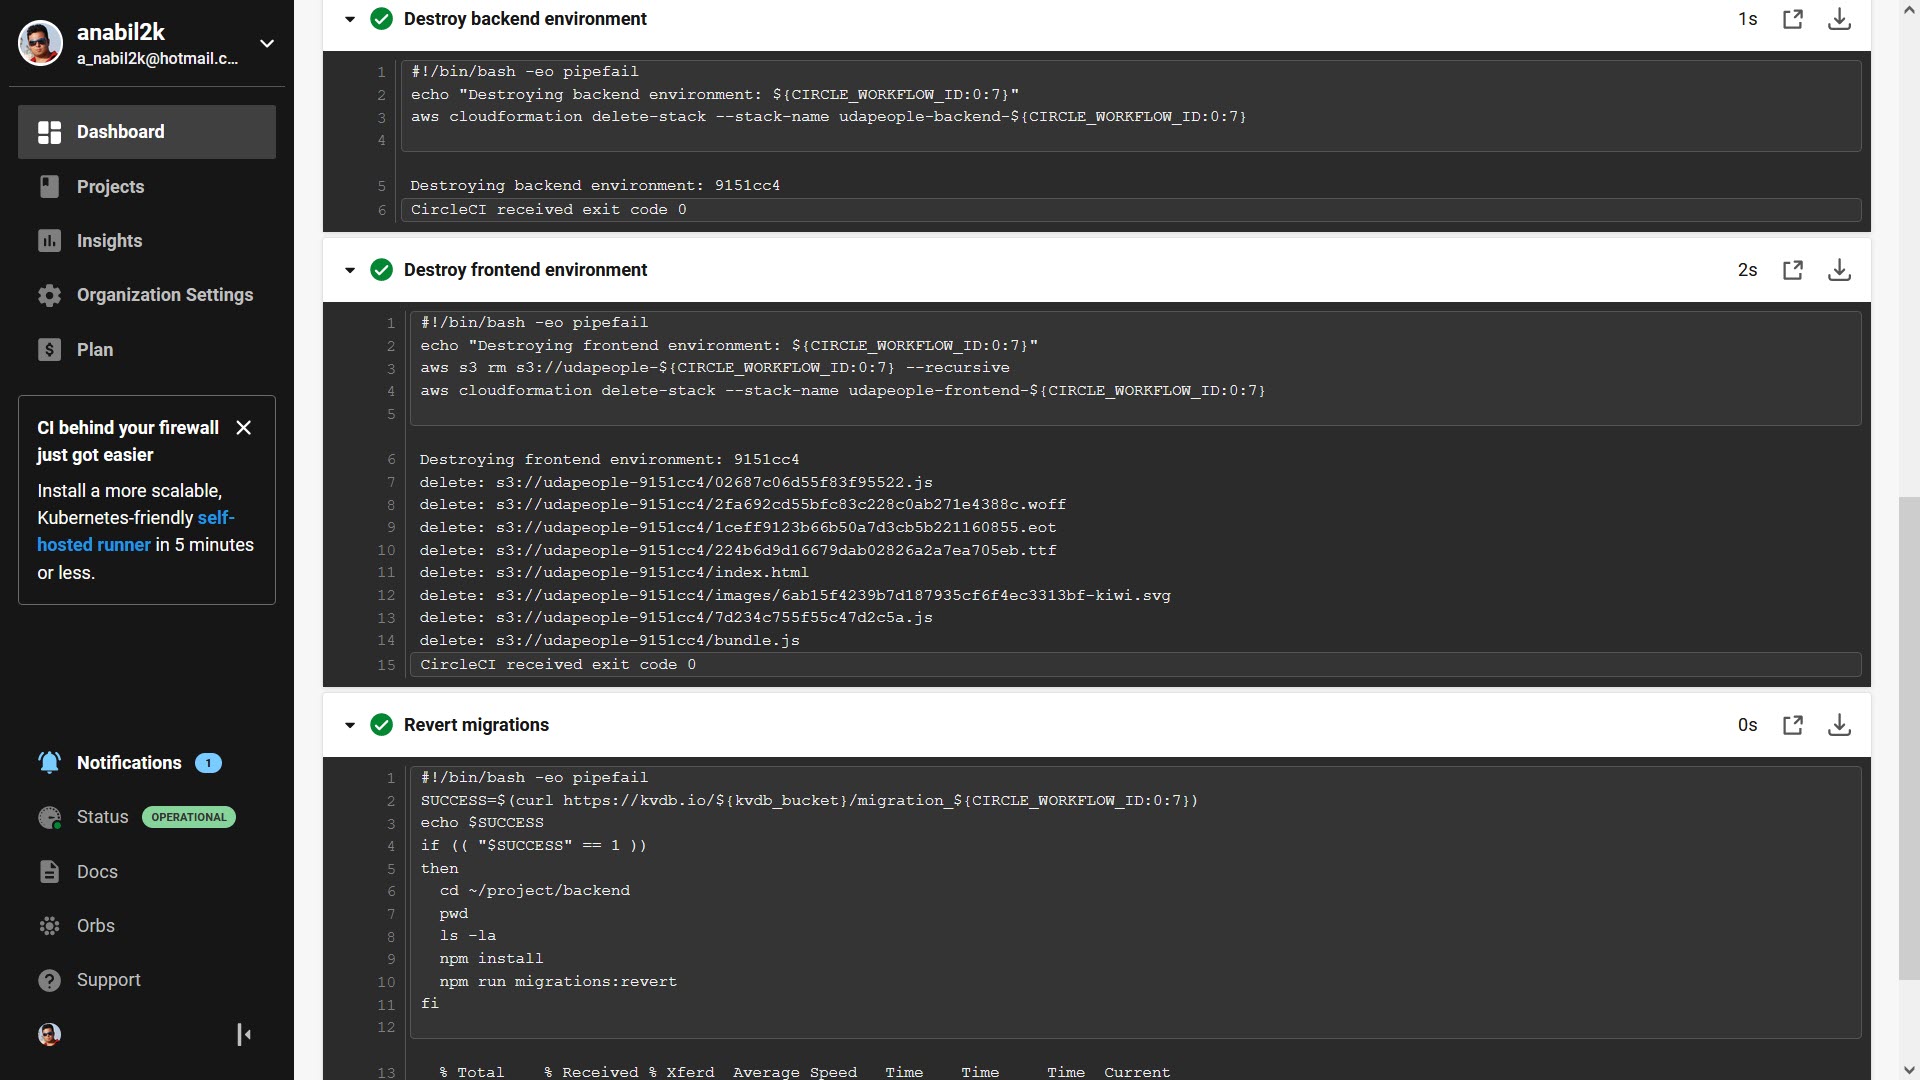 anabil2k
a_nabil2k@hotmail.c...
Dashboard
Projects
Insights
Organization Settings
Plan
CI behind your firewall
just got easier
Install a more scalable,
Kubernetes-friendly self-
hosted runner in 5 minutes
or less.
Notifications 1
Status OPERATIONAL
Docs
Orbs
Support
Destroy backend environment 1s
1 #!/bin/bash -eo pipefail
2 echo "Destroying backend environment: ${CIRCLE_WORKFLOW_ID:0:7}"
3 aws cloudformation delete-stack --stack-name udapeople-backend-${CIRCLE_WORKFLOW_ID:0:7}
4
5 Destroying backend environment: 9151cc4
6 CircleCI received exit code 0
Destroy frontend environment 2s
1 #!/bin/bash -eo pipefail
2 echo "Destroying frontend environment: ${CIRCLE_WORKFLOW_ID:0:7}"
3 aws s3 rm s3://udapeople-${CIRCLE_WORKFLOW_ID:0:7} --recursive
4 aws cloudformation delete-stack --stack-name udapeople-frontend-${CIRCLE_WORKFLOW_ID:0:7}
5
6 Destroying frontend environment: 9151cc4
7 delete: s3://udapeople-9151cc4/02687c06d55f83f95522.js
8 delete: s3://udapeople-9151cc4/2fa692cd55bfc83c228c0ab271e4388c.woff
9 delete: s3://udapeople-9151cc4/1ceff9123b66b50a7d3cb5b221160855.eot
10 delete: s3://udapeople-9151cc4/224b6d9d16679dab02826a2a7ea705eb.ttf
11 delete: s3://udapeople-9151cc4/index.html
12 delete: s3://udapeople-9151cc4/images/6ab15f4239b7d187935cf6f4ec3313bf-kiwi.svg
13 delete: s3://udapeople-9151cc4/7d234c755f55c47d2c5a.js
14 delete: s3://udapeople-9151cc4/bundle.js
15 CircleCI received exit code 0
Revert migrations 0s
1 #!/bin/bash -eo pipefail
2 SUCCESS=$(curl https://kvdb.io/${kvdb_bucket}/migration_${CIRCLE_WORKFLOW_ID:0:7})
3 echo $SUCCESS
4 if (( "$SUCCESS" == 1 ))
5 then
6 cd ~/project/backend
7 pwd
8 ls -la
9 npm install
10 npm run migrations:revert
11 fi
12
13 % Total % Received % Xferd Average Speed Time Time Time Current